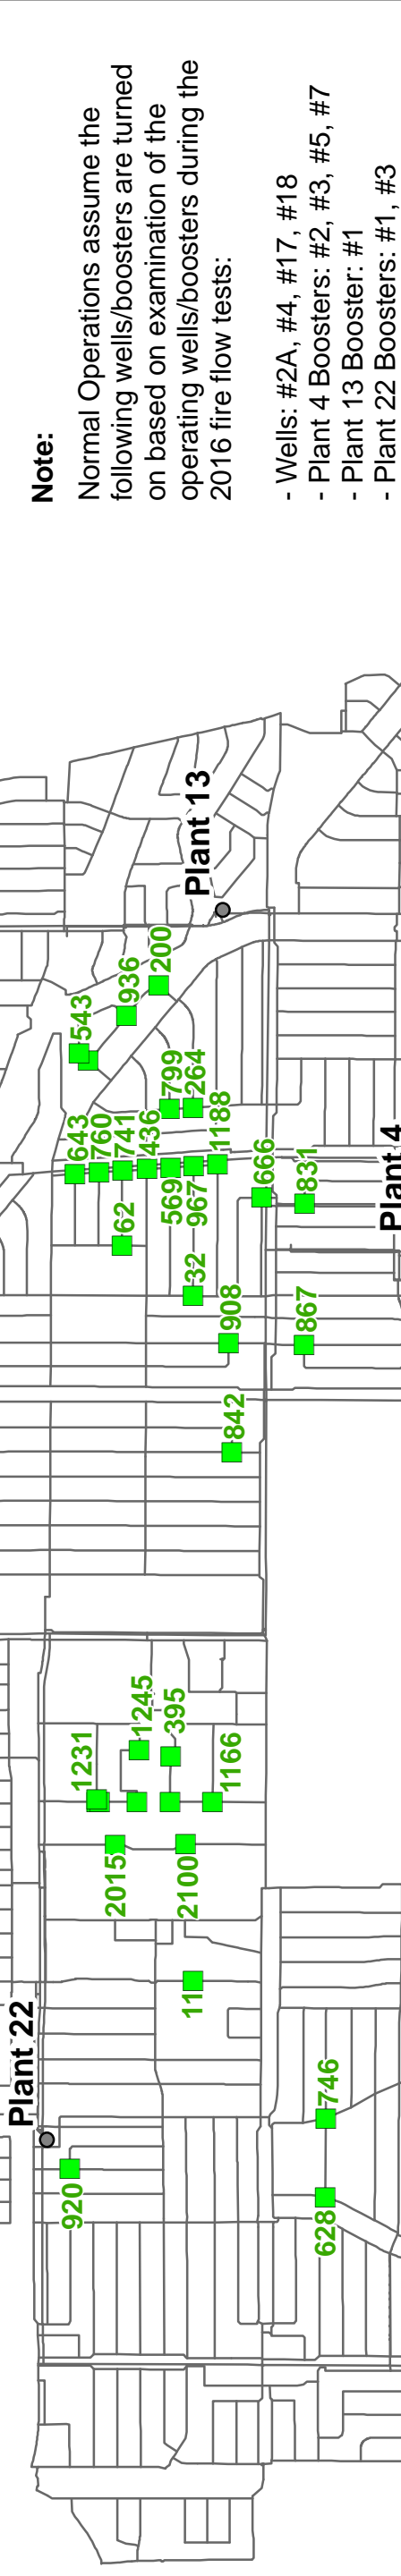 Note:
Normal Operations assume the
following wells/boosters are turned
on based on examination of the
operating wells/boosters during the
2016 fire flow tests:
- Wells: #2A, #4, #17, #18
- Plant 4 Boosters: #2, #3, #5, #7
- Plant 13 Booster: #1
- Plant 22 Boosters: #1, #3
Plant 22
920
11
2015
2100
1231
1245
395
1166
628
746
842
908
867
32
62
643
760
741
436
569
967
1188
666
831
799
264
543
936
200
Plant 13
Plant 4